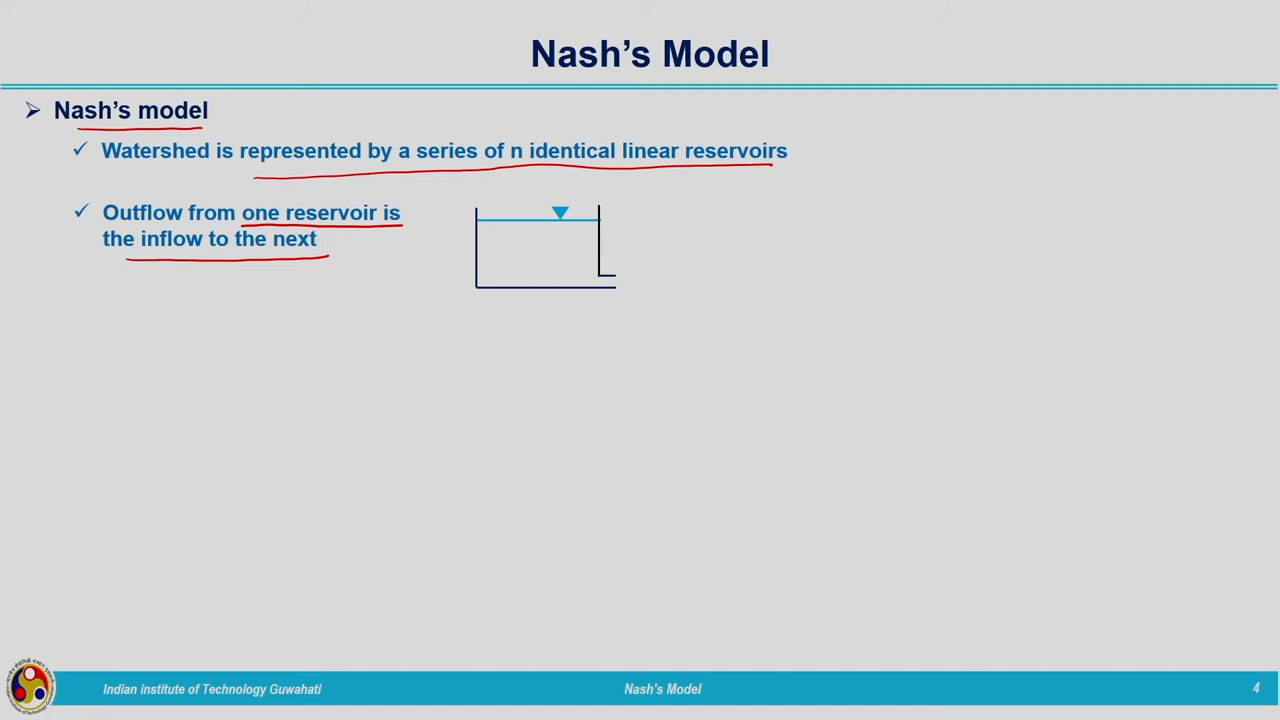 Nash’s Model
Nash’s model
Watershed is represented by a series of n identical linear reservoirs
Outflow from one reservoir is
the inflow to the next
Indian institute of Technology Guwahati
Nash's Model
4